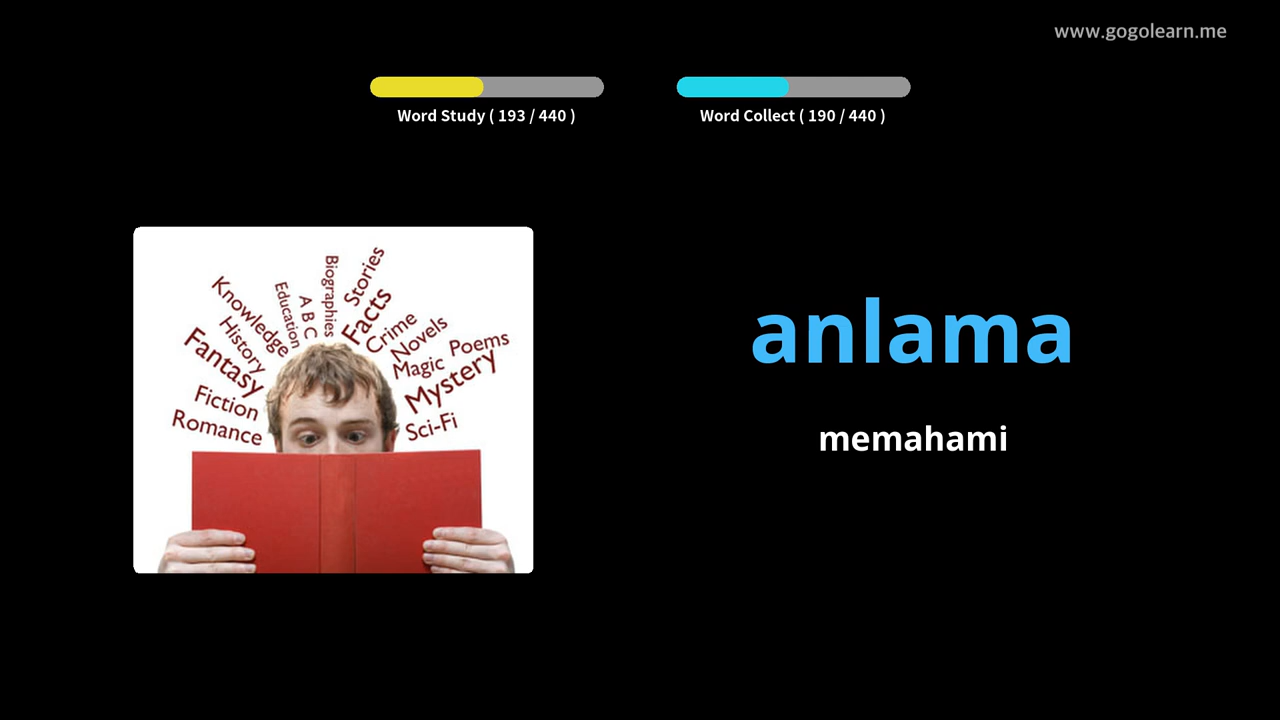 www.gogolearn.me
Word Study ( 193 / 440 )
Word Collect ( 190 / 440 )
Knowledge
History
Fantasy
Fiction
Romance
Education
A B C
Biographies
Stories
Facts
Crime
Novels
Magic
Poems
Mystery
Sci-Fi
anlama
memahami